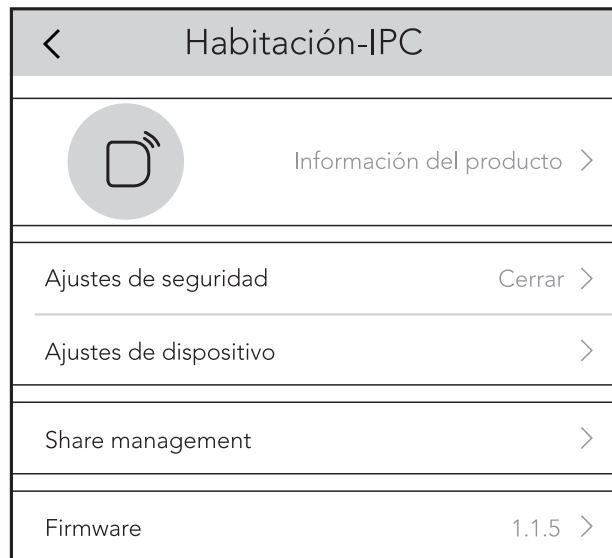 Habitación-IPC
Información del producto
Ajustes de seguridad Cerrar
Ajustes de dispositivo
Share management
Firmware 1.1.5